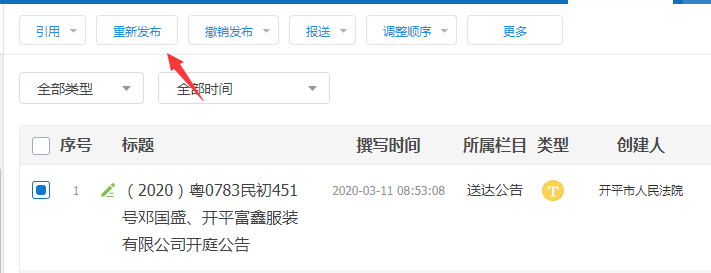 引用 重新发布 撤销发布 报送 调整顺序 更多
全部类型 全部时间
序号 标题 撰写时间 所属栏目 类型 创建人
1 （2020）粤0783民初451 2020-03-11 08:53:08 送达公告 T 开平市人民法院
号邓国盛、开平富鑫服装
有限公司开庭公告